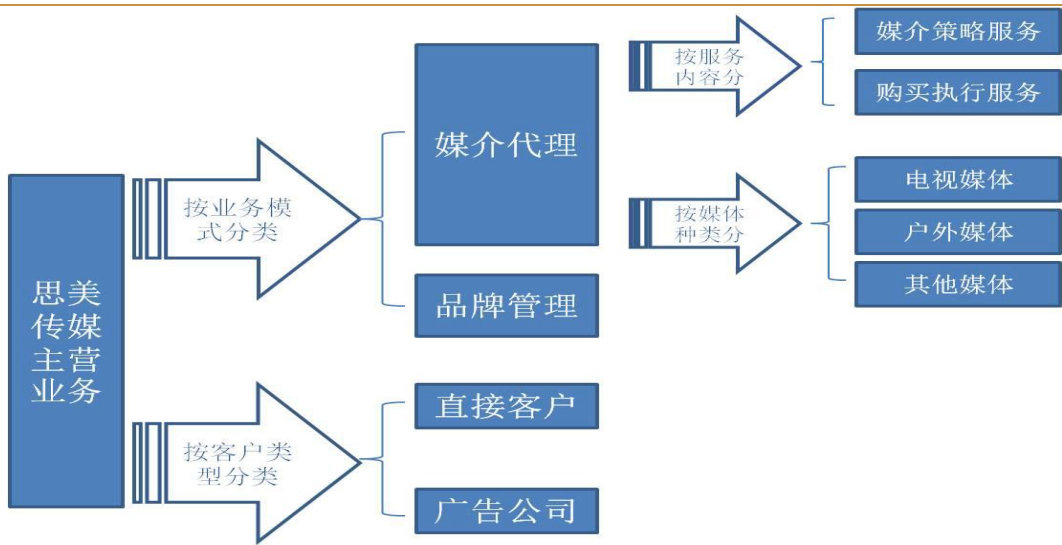 思美
传媒
主营
业务
按业务模
式分类
媒介代理
品牌管理
按服务
内容分
媒介策略服务
购买执行服务
按媒体
种类分
电视媒体
户外媒体
其他媒体
按客户类
型分类
直接客户
广告公司